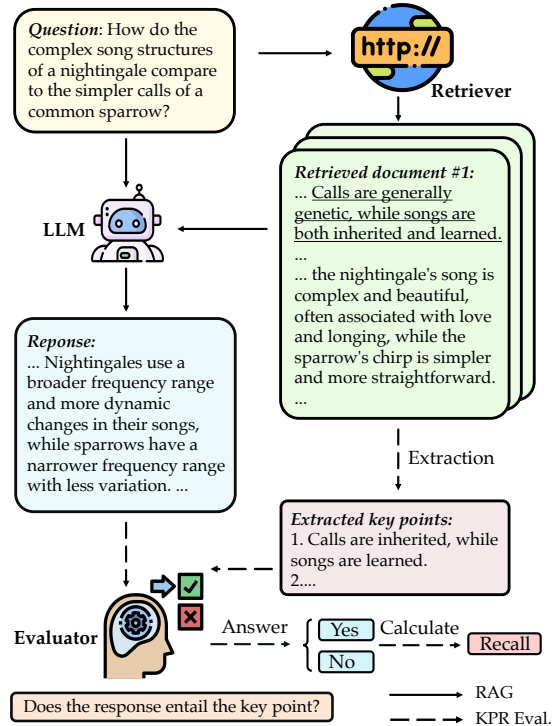 Question: How do the
complex song structures
of a nightingale compare
to the simpler calls of a
common sparrow?
http://
Retriever
LLM
Retrieved document #1:
... Calls are generally
genetic, while songs are
both inherited and learned.
...
... the nightingale's song is
complex and beautiful,
often associated with love
and longing, while the
sparrow's chirp is simpler
and more straightforward.
...
Reponse:
... Nightingales use a
broader frequency range
and more dynamic
changes in their songs,
while sparrows have a
narrower frequency range
with less variation. ...
Extraction
Extracted key points:
1. Calls are inherited, while
songs are learned.
2....
Evaluator
Answer
Yes
No
Calculate
Recall
Does the response entail the key point?
RAG
KPR Eval.